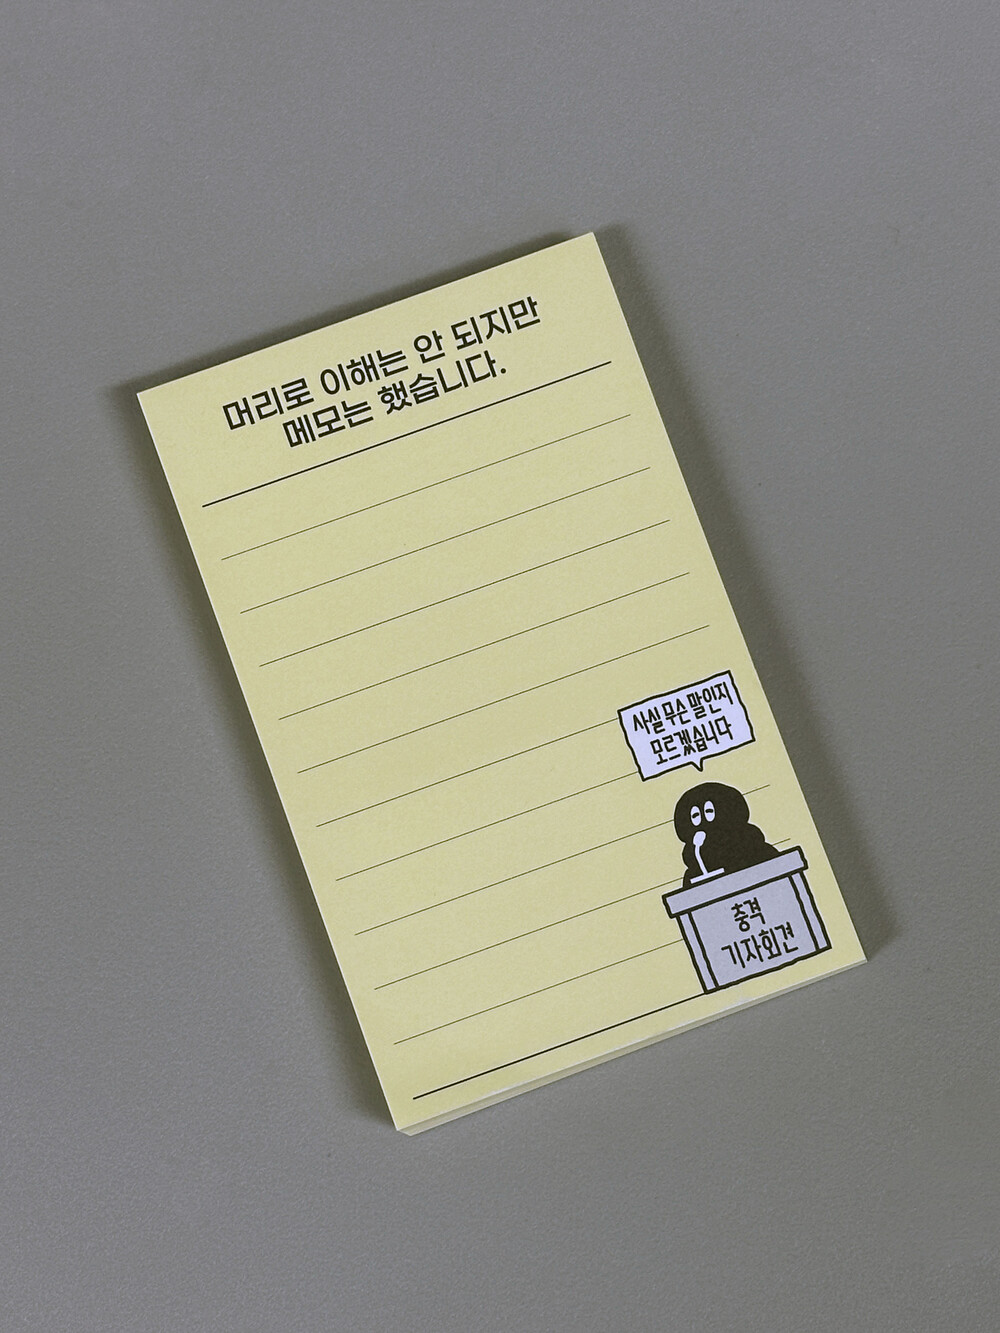 머리로 이해는 안 되지만
메모는 했습니다.
사실 무슨 말인지
모르겠습니다
충격
기자회견